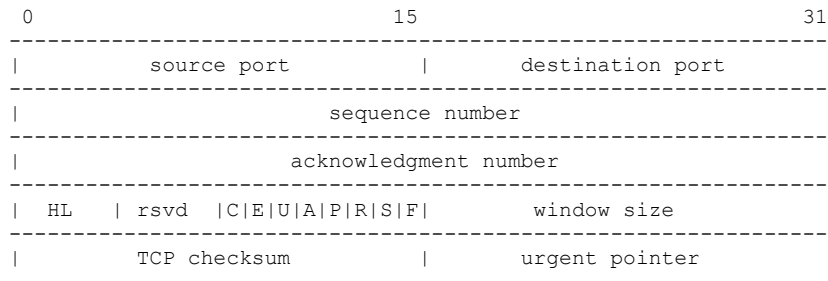 0 15 31
-----------------------------------------------------------------
| source port | destination port
-----------------------------------------------------------------
| sequence number
-----------------------------------------------------------------
| acknowledgment number
-----------------------------------------------------------------
| HL | rsvd |C|E|U|A|P|R|S|F| window size
-----------------------------------------------------------------
| TCP checksum | urgent pointer